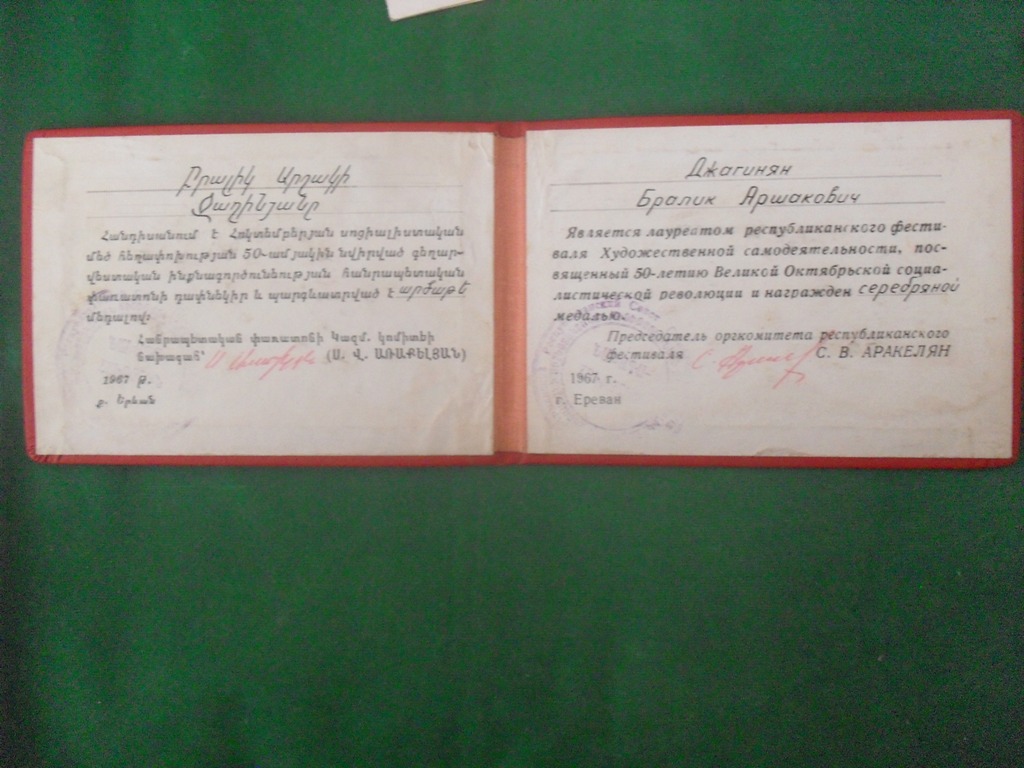 Բրալիկ Արշակի
Ջաղինյանը
Հանդիսանում է Հոկտեմբերյան սոցիալիստական
մեծ հեղափոխության 50-ամյակին նվիրված գեղար-
վեստական ինքնագործունեության հանրապետական
փառատոնի դափնեկիր և պարգևատրված է արծաթե
մեդալով:
Հանրապետական փառատոնի Կազմ. կոմիտեի
նախագահ՝ (Ս. Վ. ԱՌԱՔԵԼՅԱՆ)
1967 թ.
ք. Երևան
Джагинян
Бралик Аршакович
Является лауреатом республиканского фести-
валя Художественной самодеятельности, пос-
вященный 50-летию Великой Октябрьской социа-
листической революции и награжден серебряной
медалью.
Председатель оргкомитета республиканского
фестиваля С. В. АРАКЕЛЯН
1967 г.
г. Ереван